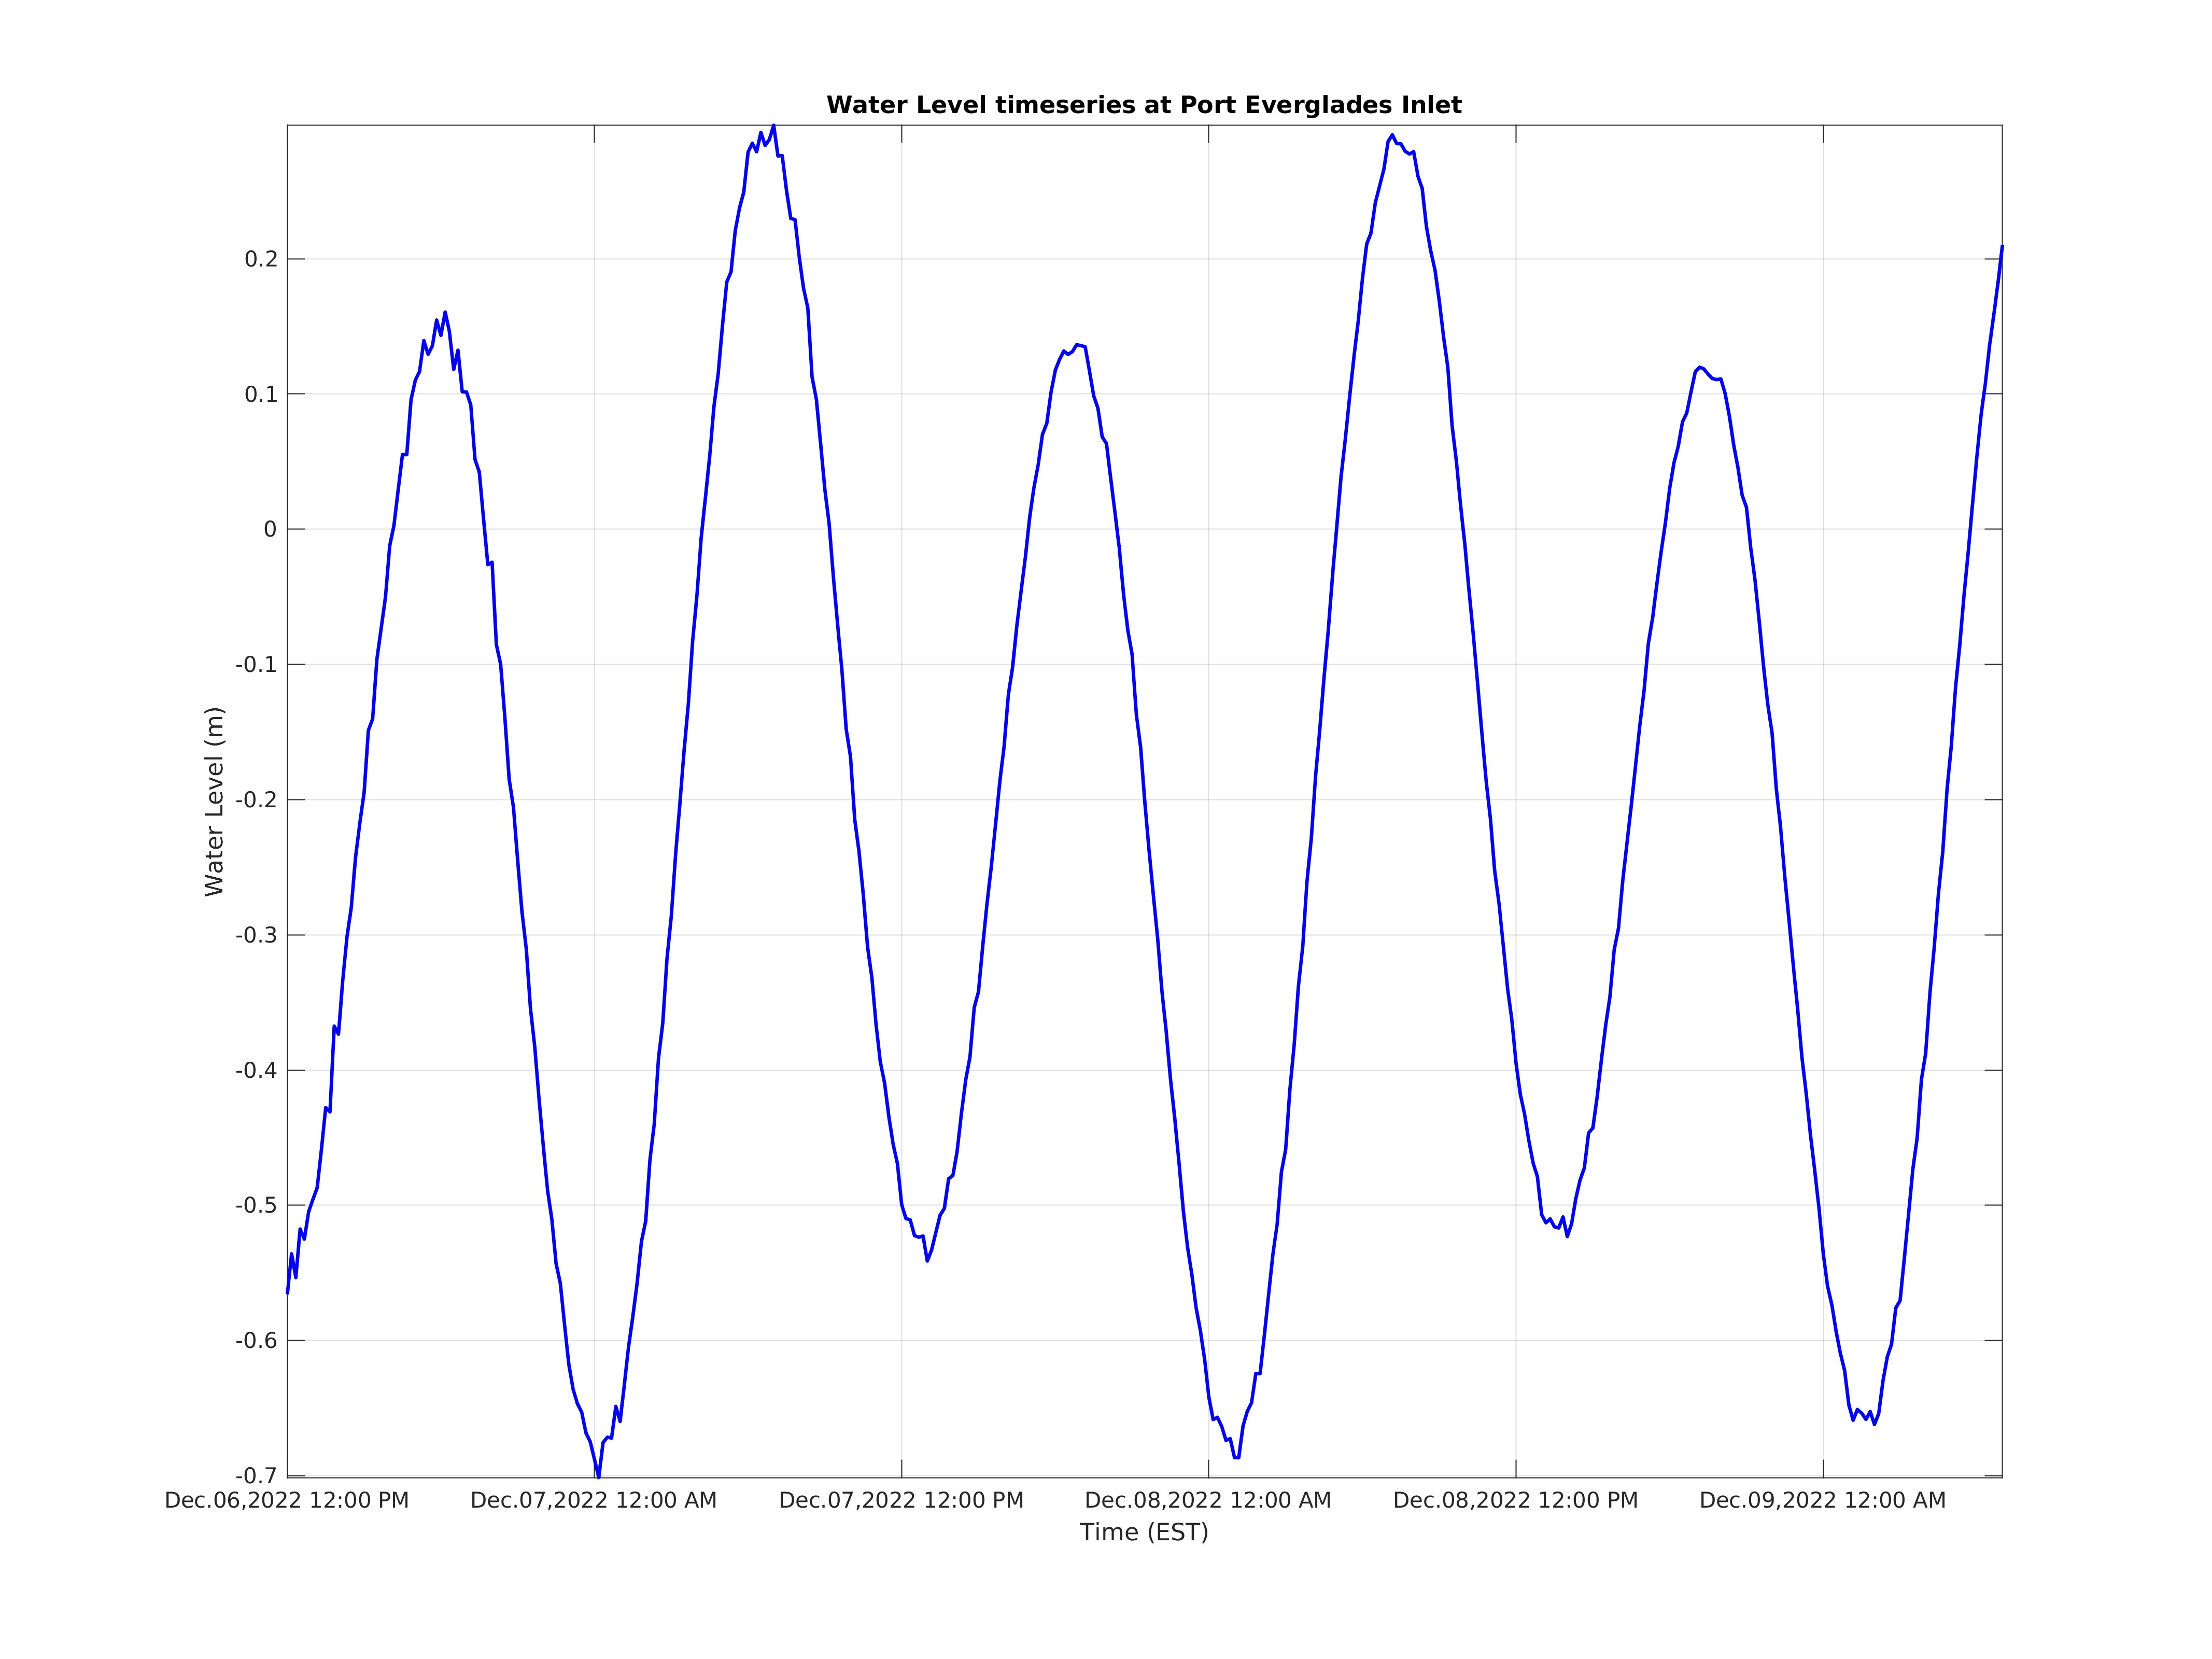 Water Level timeseries at Port Everglades Inlet
0.2
0.1
0
-0.1
-0.2
-0.3
-0.4
-0.5
-0.6
-0.7
Water Level (m)
Dec.06,2022 12:00 PM
Dec.07,2022 12:00 AM
Dec.07,2022 12:00 PM
Dec.08,2022 12:00 AM
Dec.08,2022 12:00 PM
Dec.09,2022 12:00 AM
Time (EST)